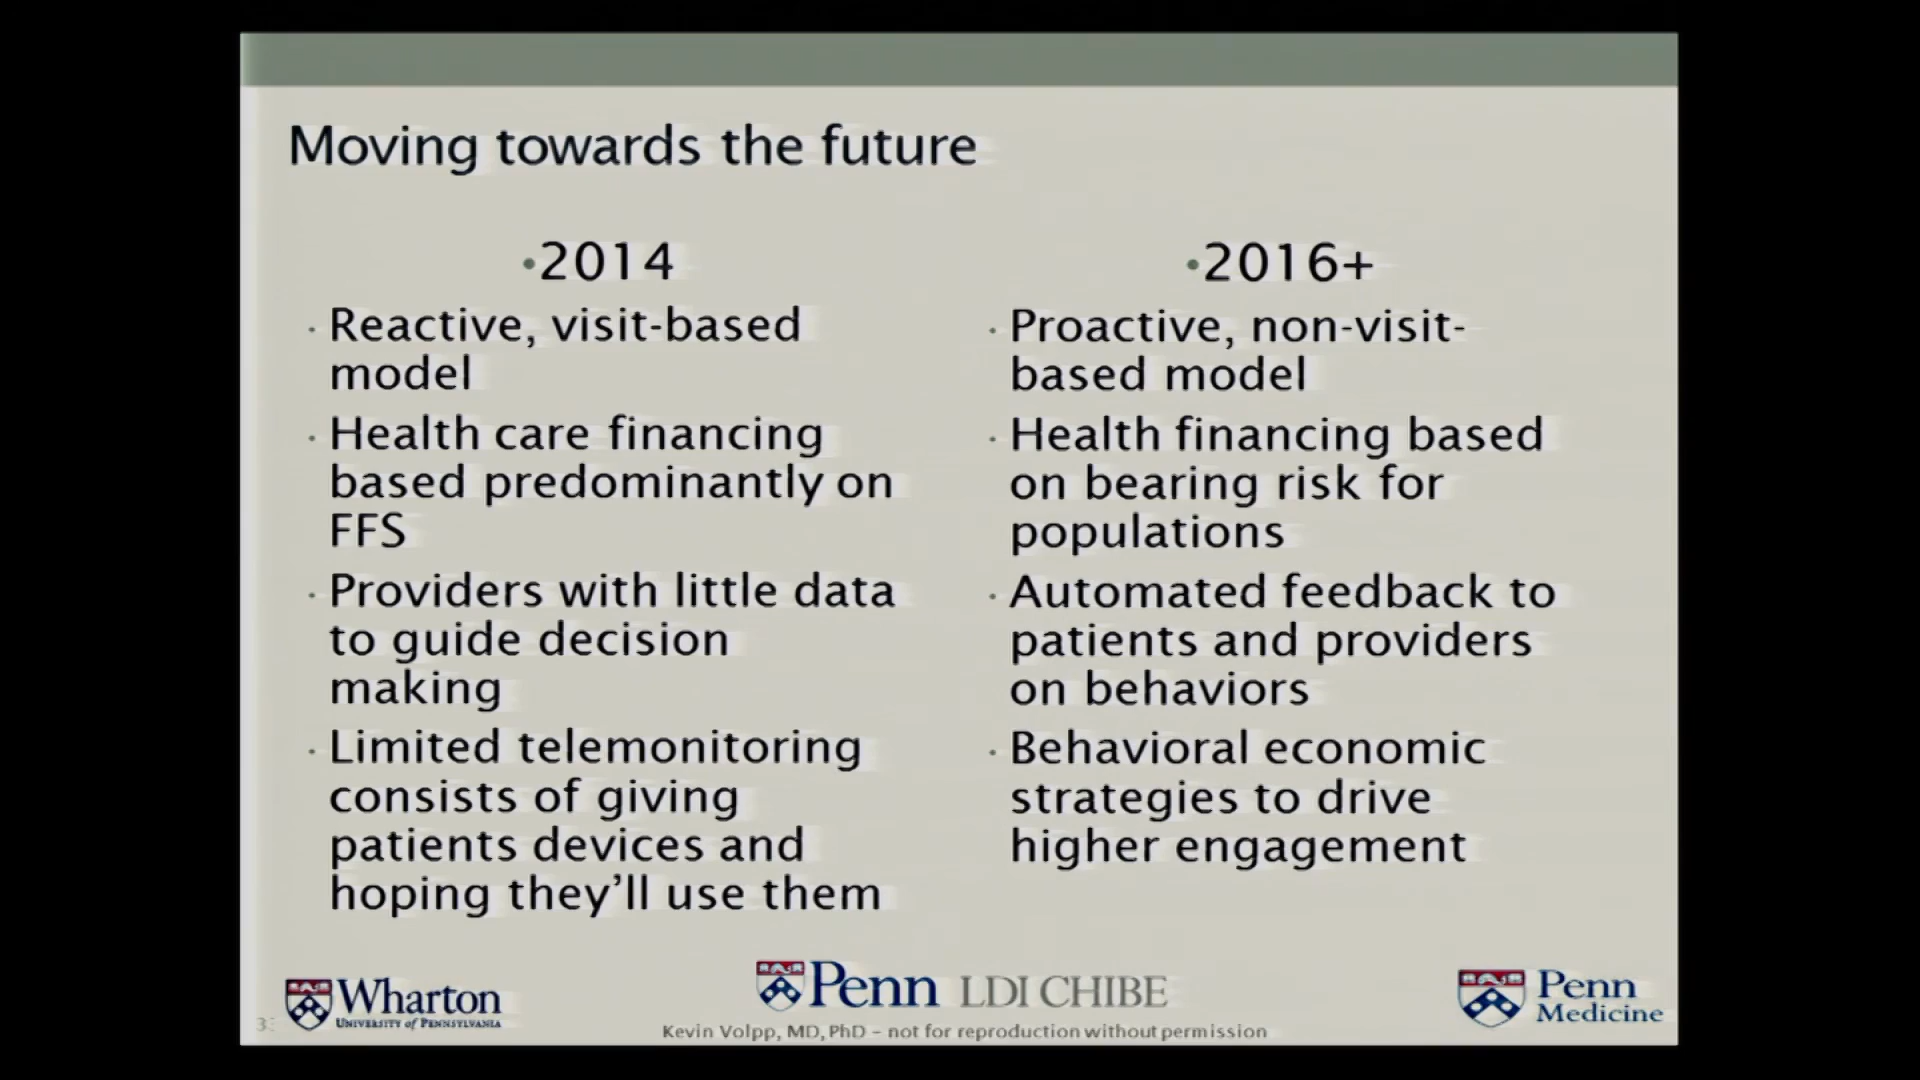 Moving towards the future
•2014
· Reactive, visit-based
model
· Health care financing
based predominantly on
FFS
· Providers with little data
to guide decision
making
· Limited telemonitoring
consists of giving
patients devices and
hoping they’ll use them
•2016+
· Proactive, non-visit-
based model
· Health financing based
on bearing risk for
populations
· Automated feedback to
patients and providers
on behaviors
· Behavioral economic
strategies to drive
higher engagement
Wharton
UNIVERSITY of PENNSYLVANIA
Penn LDI CHIBE
Kevin Volpp, MD, PhD – not for reproduction without permission
Penn
Medicine